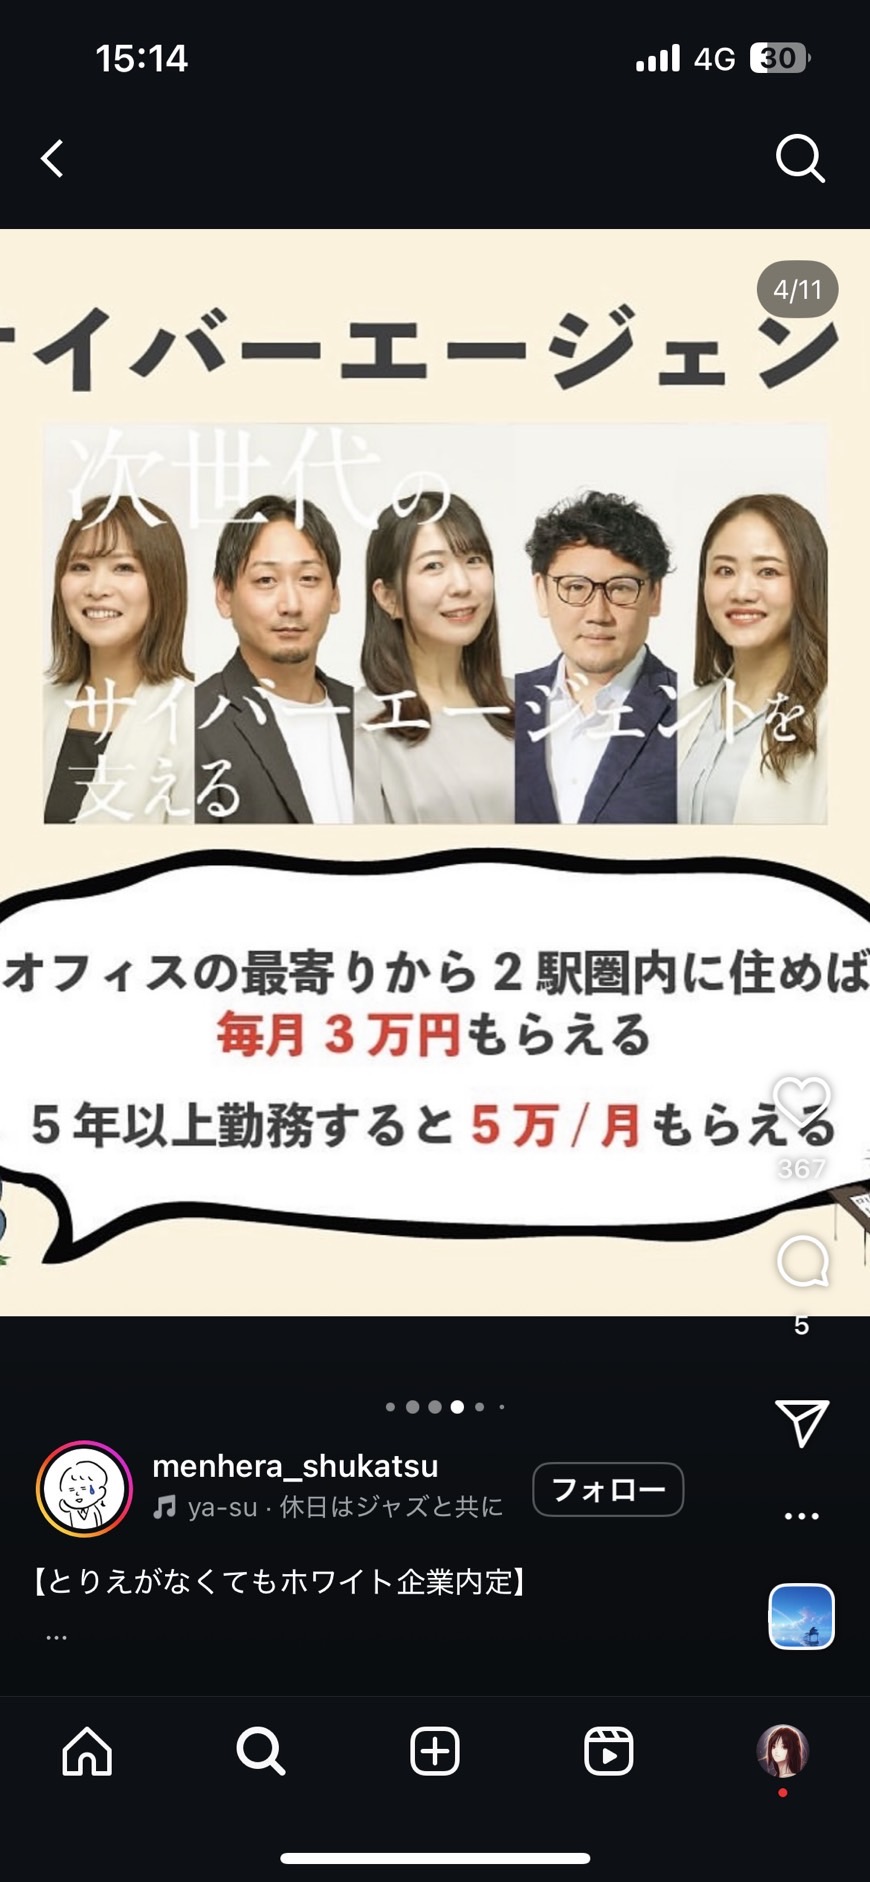 15:14
4G
30
4/11
サイバーエージェン
次世代の
サイバーエージェントを
支える
オフィスの最寄りから2駅圏内に住めば
毎月3万円もらえる
5年以上勤務すると5万/月もらえる
367
5
menhera_shukatsu
ya-su · 休日はジャズと共に
フォロー
【とりえがなくてもホワイト企業内定】
...